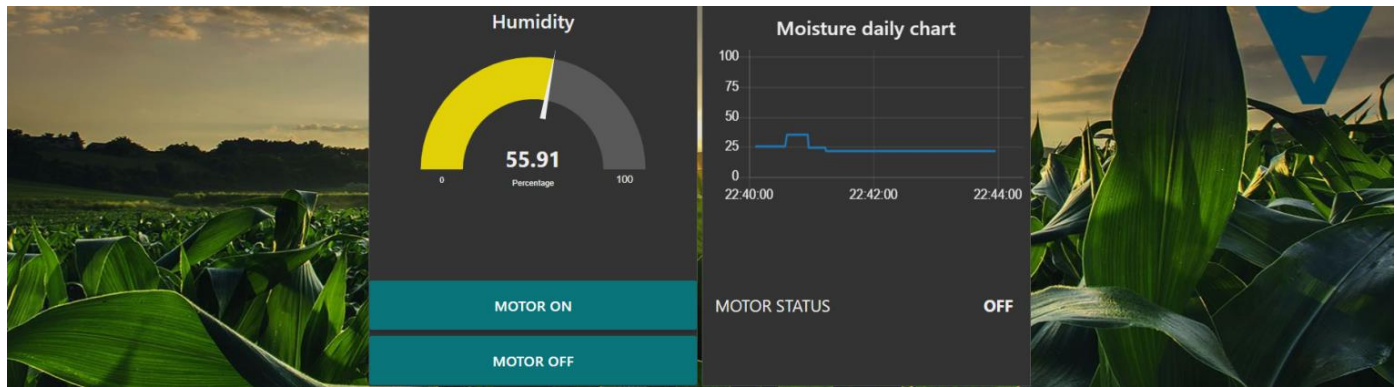 Humidity
55.91
Percentage
0
100
MOTOR ON
MOTOR OFF
Moisture daily chart
100
75
50
25
0
22:40:00 22:42:00 22:44:00
MOTOR STATUS OFF